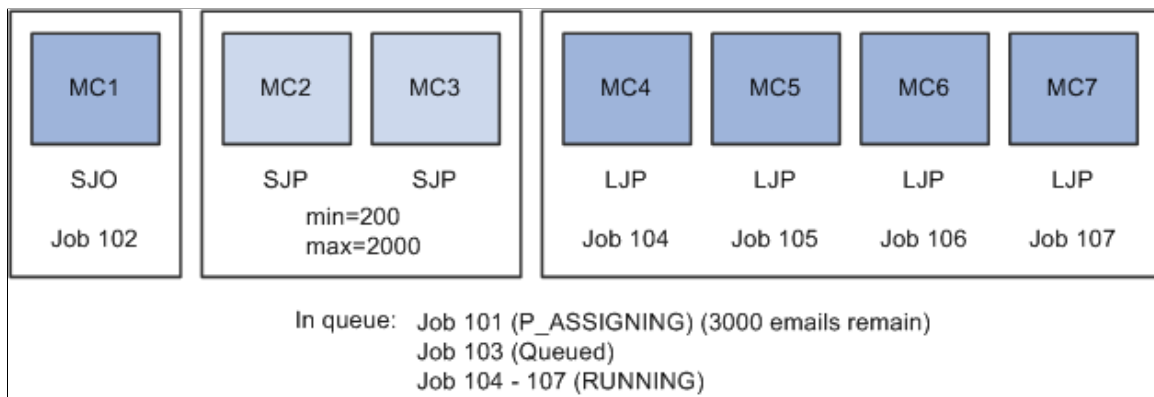 MC1
MC2
MC3
MC4
MC5
MC6
MC7
SJO
SJP
SJP
LJP
LJP
LJP
LJP
min=200
max=2000
Job 102
Job 104
Job 105
Job 106
Job 107
In queue: Job 101 (P_ASSIGNING) (3000 emails remain)
Job 103 (Queued)
Job 104 - 107 (RUNNING)